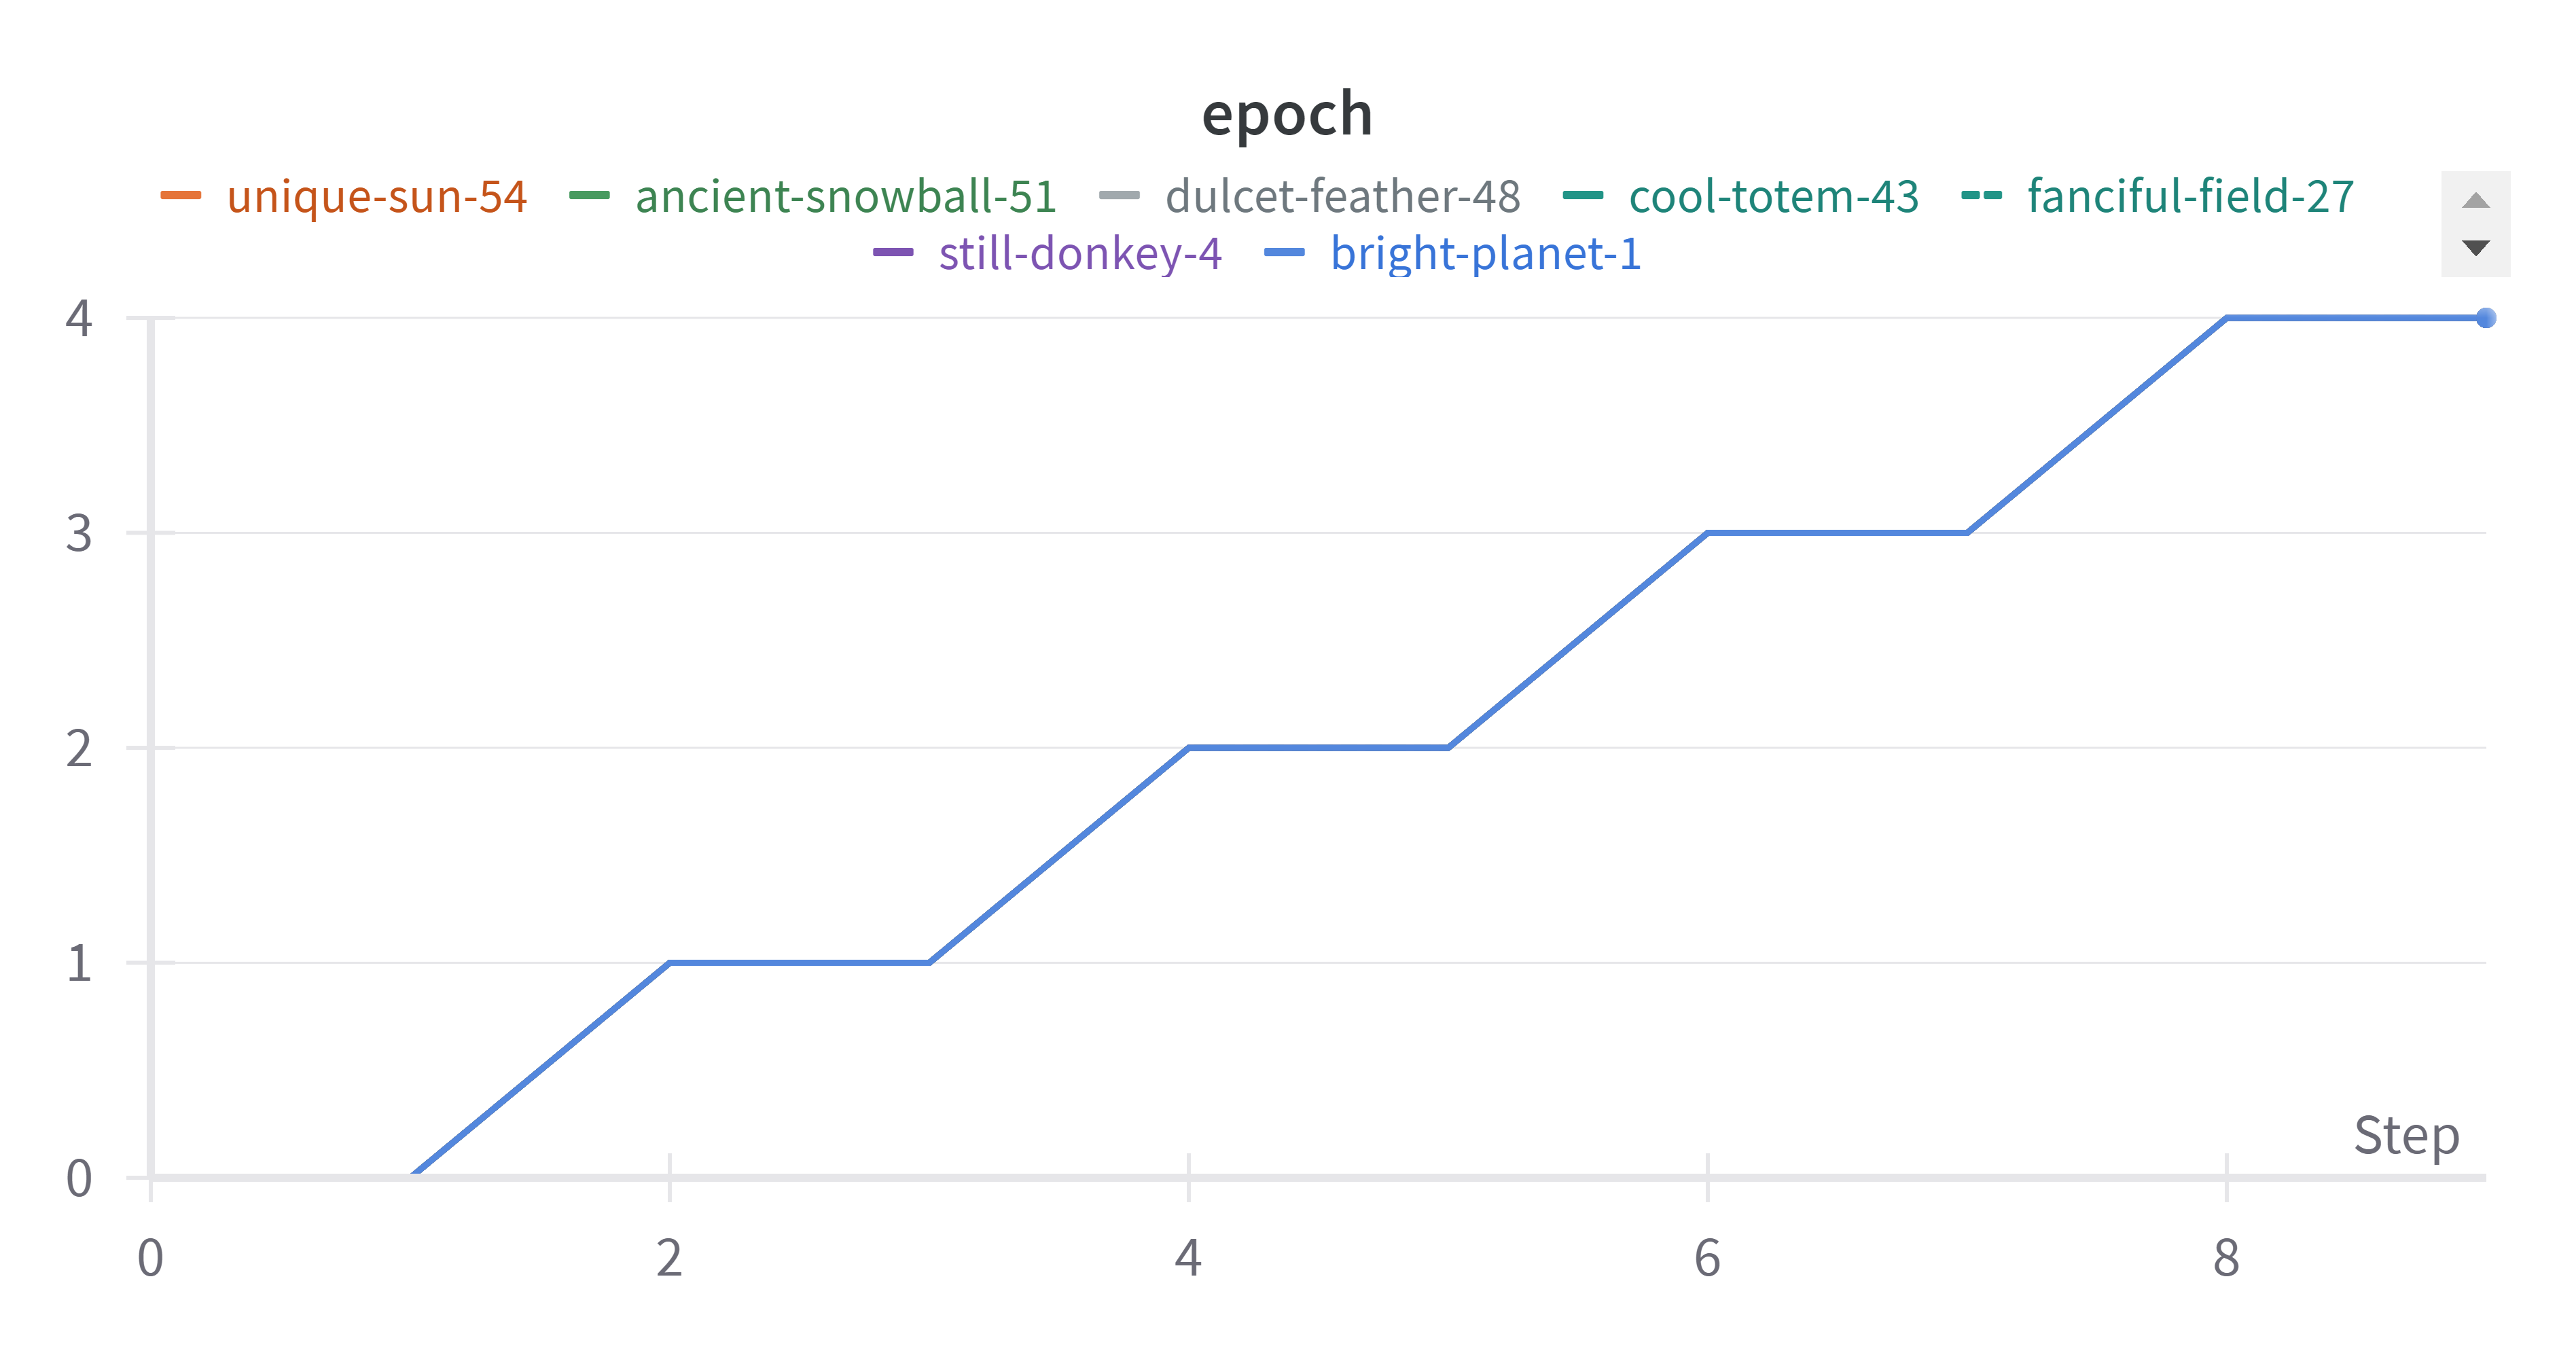 epoch
unique-sun-54 ancient-snowball-51 dulcet-feather-48 cool-totem-43 fanciful-field-27
still-donkey-4 bright-planet-1
4
3
2
1
Step
0
0 2 4 6 8